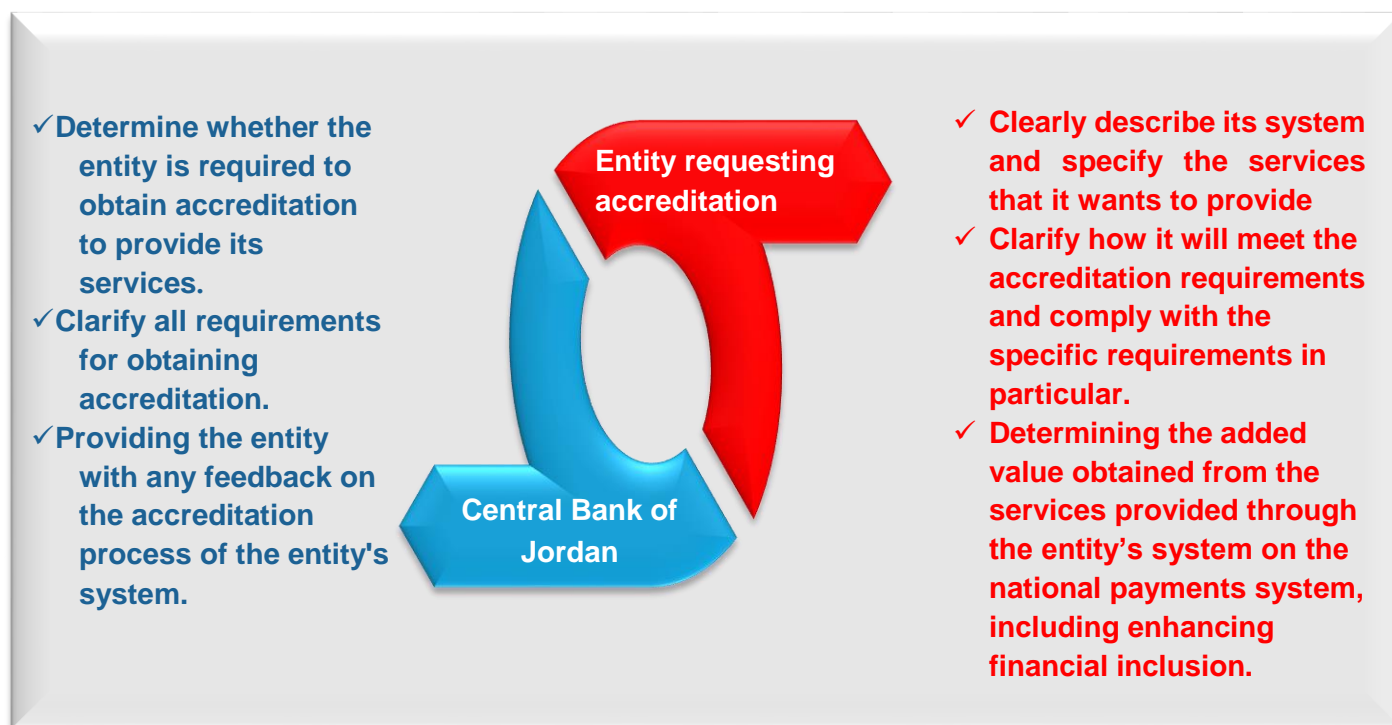 ✓Determine whether the
entity is required to
obtain accreditation
to provide its
services.
✓Clarify all requirements
for obtaining
accreditation.
✓Providing the entity
with any feedback on
the accreditation
process of the entity's
system.
Entity requesting
accreditation
Central Bank of
Jordan
✓ Clearly describe its system
and specify the services
that it wants to provide
✓ Clarify how it will meet the
accreditation requirements
and comply with the
specific requirements in
particular.
✓ Determining the added
value obtained from the
services provided through
the entity’s system on the
national payments system,
including enhancing
financial inclusion.